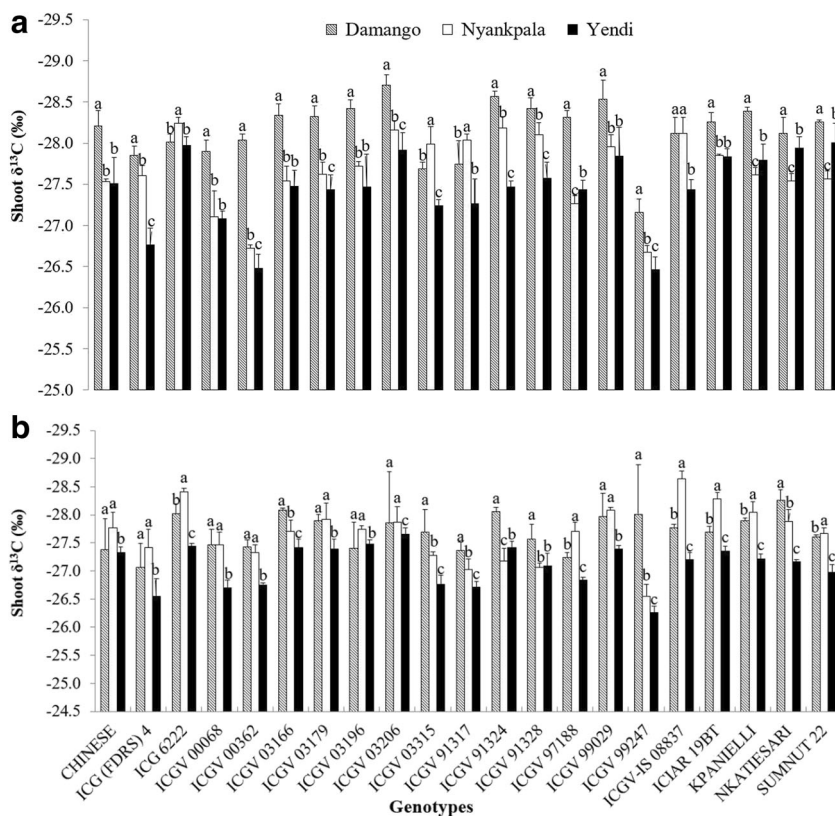 a
Damango Nyankpala Yendi
-29.5
-29.0
-28.5
-28.0
-27.5
-27.0
-26.5
-26.0
-25.5
-25.0
Shoot δ¹³C (‰)
a b b a b c b a b a b b a b c a b b a b b a b b a b c b a c a a b a b c a b c a c b a b b a b c a a b a b b a c b a c b
b
-29.5
-29.0
-28.5
-28.0
-27.5
-27.0
-26.5
-26.0
-25.5
-25.0
-24.5
Shoot δ¹³C (‰)
CHINESE
ICG (FDRS) 4
ICG 6222
ICGV 00068
ICGV 00362
ICGV 03166
ICGV 03179
ICGV 03196
ICGV 03206
ICGV 03315
ICGV 91317
ICGV 91324
ICGV 91328
ICGV 97188
ICGV 99029
ICGV 99247
ICGV-IS 08837
ICIAR 19BT
KPANIELLI
NKATIESARI
SUMNUT 22
Genotypes